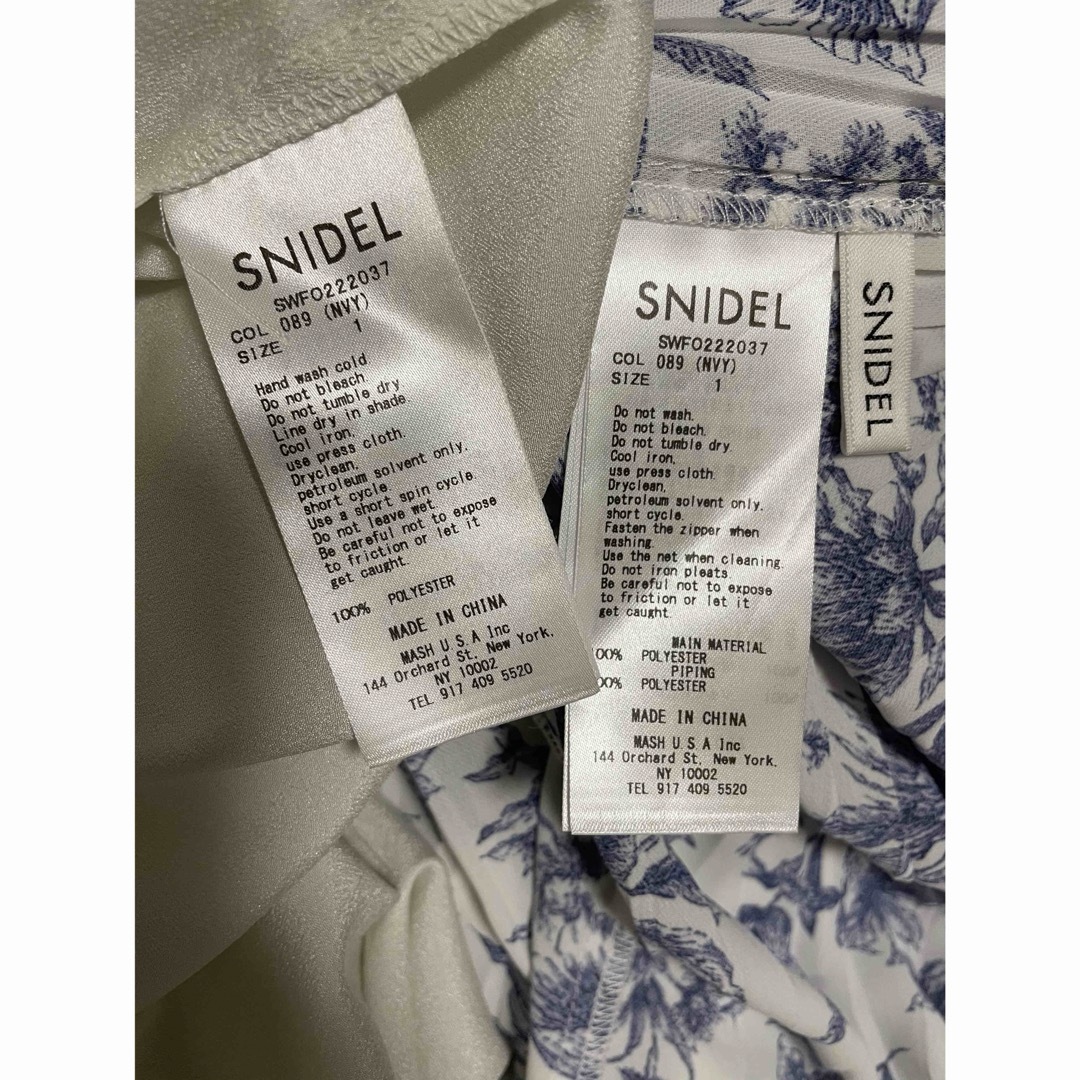 SNIDEL
SWFO222037
COL 089 (NVY)
SIZE 1
Hand wash cold
Do not bleach.
Do not tumble dry
Line dry in shade
Cool iron,
use press cloth.
Dryclean,
petroleum solvent only.
short cycle.
Use a short spin cycle.
Do not leave wet.
Be careful not to expose
to friction or let it
get caught.
100% POLYESTER
MADE IN CHINA
MASH U.S.A Inc
144 Orchard St, New York.
NY 10002
TEL 917 409 5520
SNIDEL
SWFO222037
COL 089 (NVY)
SIZE 1
Do not wash.
Do not bleach.
Do not tumble dry
Cool iron,
use press cloth.
Dryclean,
petroleum solvent only.
short cycle.
Fasten the zipper when
washing.
Use the net when cleaning.
Do not iron pleats.
Be careful not to expose
to friction or let it
get caught.
MAIN MATERIAL
00% POLYESTER
PIPING
00% POLYESTER
MADE IN CHINA
MASH U.S.A Inc
144 Orchard St, New York.
NY 10002
TEL 917 409 5520
SNIDEL